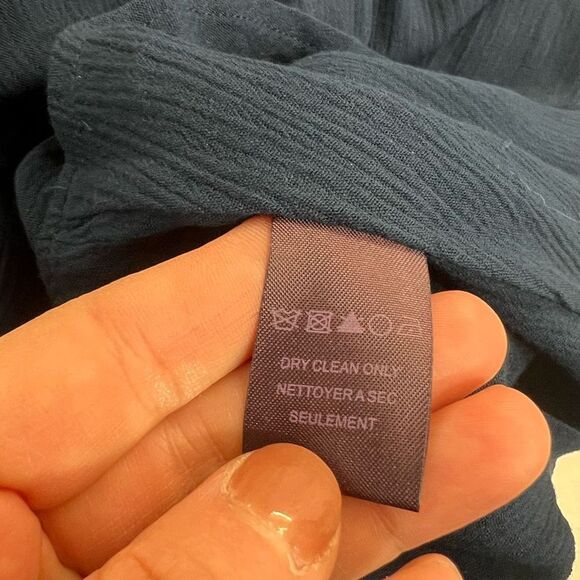 DRY CLEAN ONLY
NETTOYER A SEC
SEULEMENT